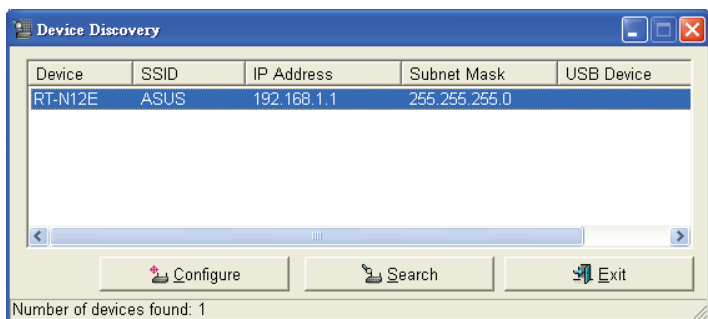 Device Discovery
Device SSID IP Address Subnet Mask USB Device
RT-N12E ASUS 192.168.1.1 255.255.255.0
Configure Search Exit
Number of devices found: 1